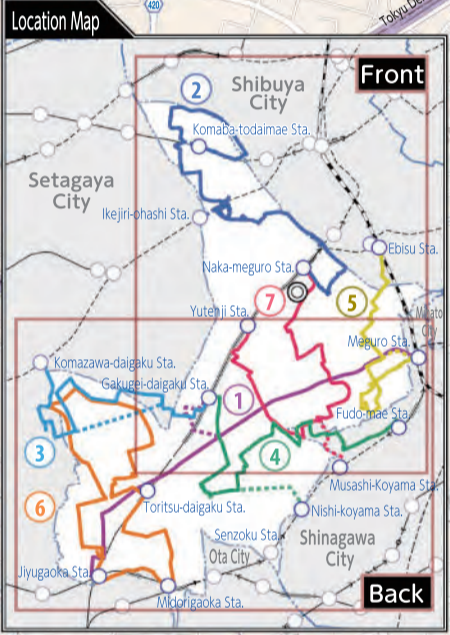 420
Tokyu De
Location Map
Front
2
Shibuya
City
Komaba-todaimae Sta.
Setagaya
City
Ikejiri-ohashi Sta.
Ebisu Sta.
Naka-meguro Sta.
7
5
Yutenji Sta.
City
Meguro Sta.
Komazawa-daigaku Sta.
Gakugei-daigaku Sta.
1
Fudo-mae Sta.
3
4
Musashi-Koyama Sta.
6
Toritsu-daigaku Sta.
Nishi-koyama Sta.
Senzoku Sta.
Shinagawa
City
Ota City
Jiyugaoka Sta.
Midorigaoka Sta.
Back